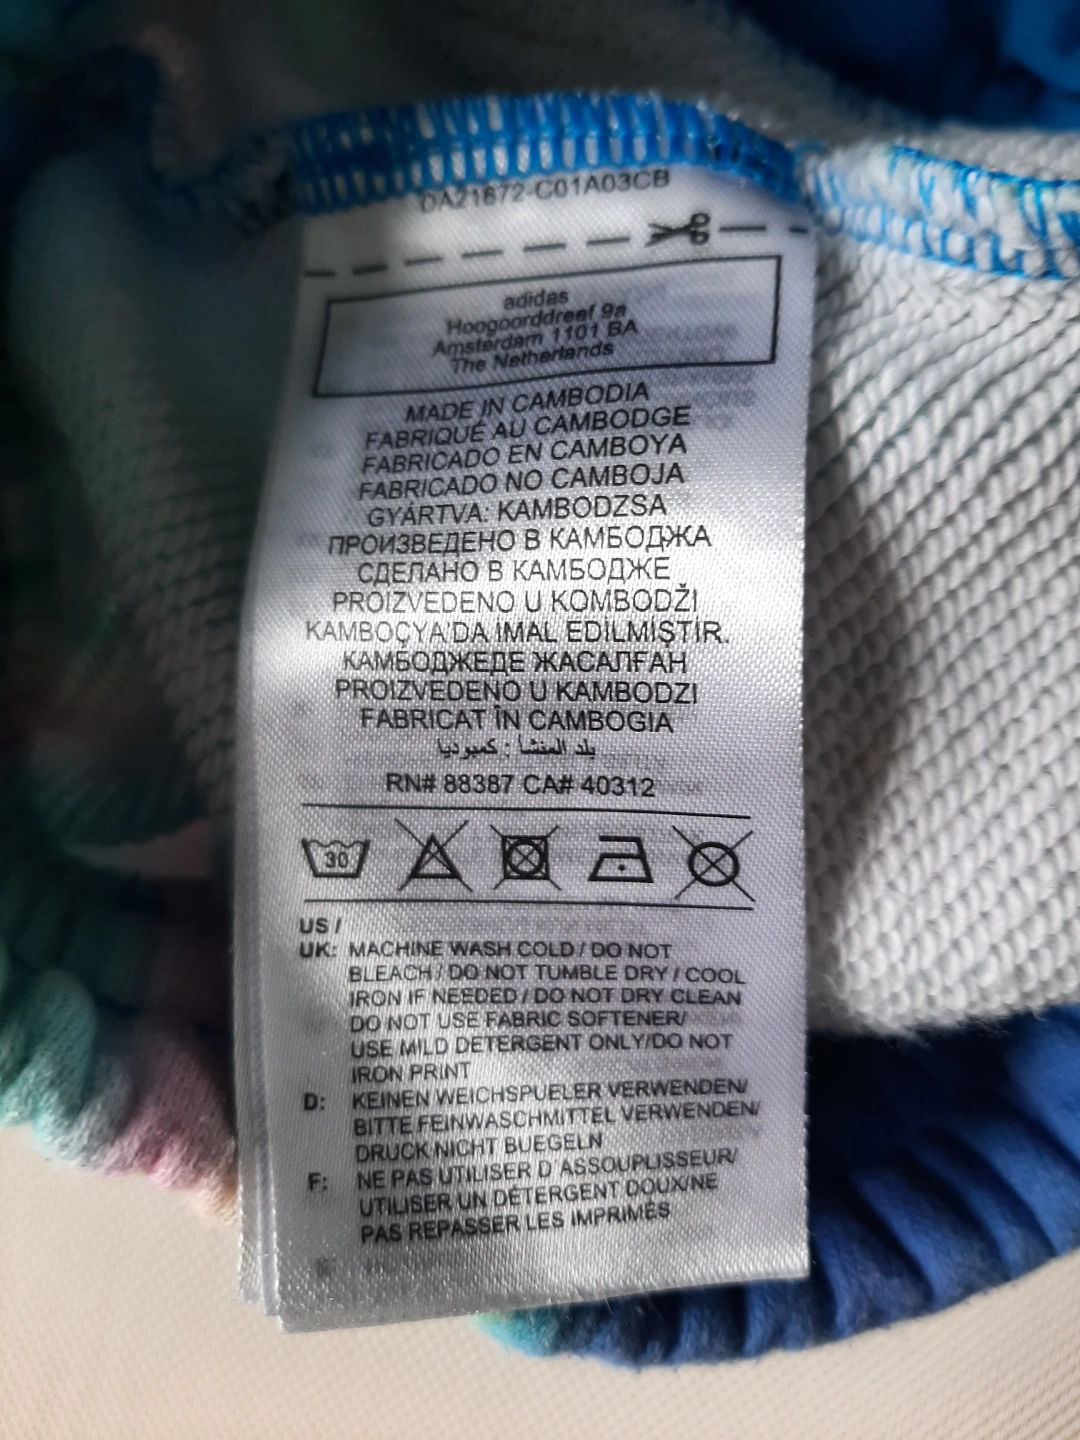 DA21872-C01A03CB
adidas
Hoogoorddreef 9a
Amsterdam 1101 BA
The Netherlands
MADE IN CAMBODIA
FABRIQUÉ AU CAMBODGE
FABRICADO EN CAMBOYA
FABRICADO NO CAMBOJA
GYÁRTVA: KAMBODZSA
ПРОИЗВЕДЕНО В КАМБОДЖА
СДЕЛАНО В КАМБОДЖЕ
PROIZVEDENO U KOMBODŽI
KAMBOÇYA'DA IMAL EDİLMİŞTİR.
КАМБОДЖЕДЕ ЖАСАЛҒАН
PROIZVEDENO U KAMBODZI
FABRICAT ÎN CAMBOGIA
بلد المنشأ : كمبوديا
RN# 88387 CA# 40312
30
US /
UK: MACHINE WASH COLD / DO NOT
BLEACH / DO NOT TUMBLE DRY / COOL
IRON IF NEEDED / DO NOT DRY CLEAN
DO NOT USE FABRIC SOFTENER/
USE MILD DETERGENT ONLY/DO NOT
IRON PRINT
D: KEINEN WEICHSPUELER VERWENDEN/
BITTE FEINWASCHMITTEL VERWENDEN/
DRUCK NICHT BUEGELN
F: NE PAS UTILISER D'ASSOUPLISSEUR/
UTILISER UN DÉTERGENT DOUX/NE
PAS REPASSER LES IMPRIMÉS